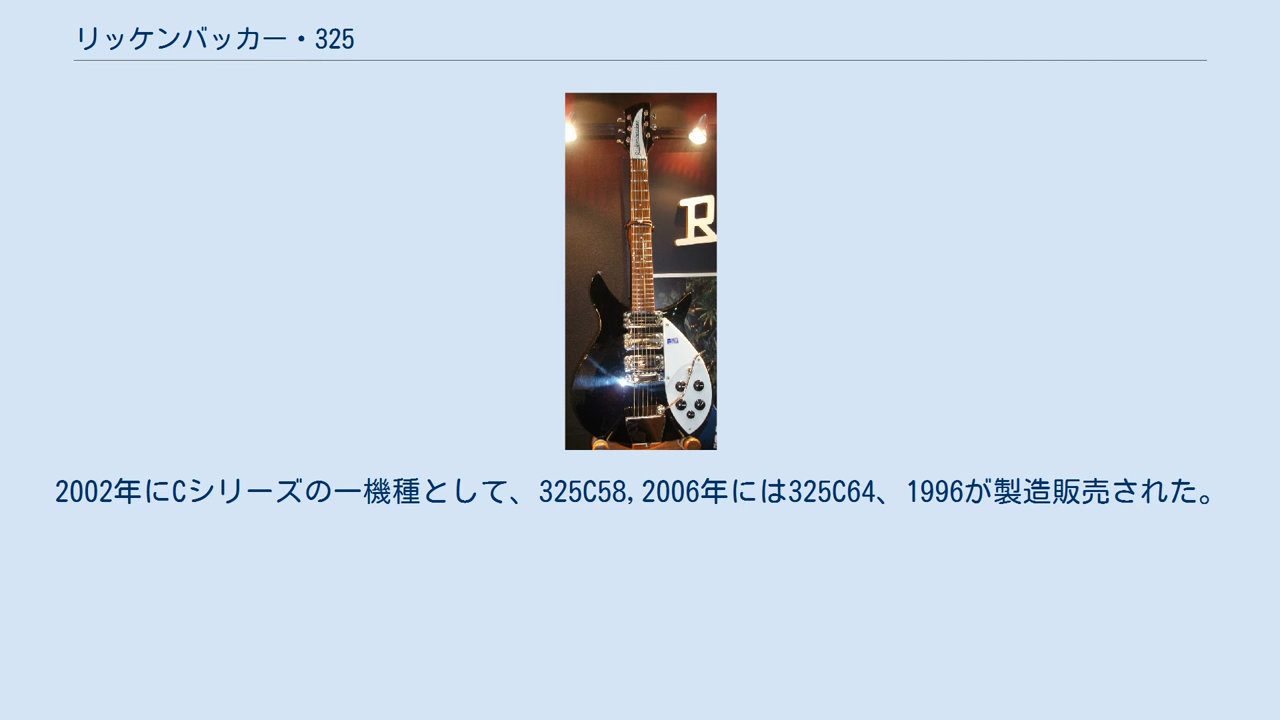 リッケンバッカー・325
R
2002年にCシリーズの一機種として、325C58,2006年には325C64、1996が製造販売された。